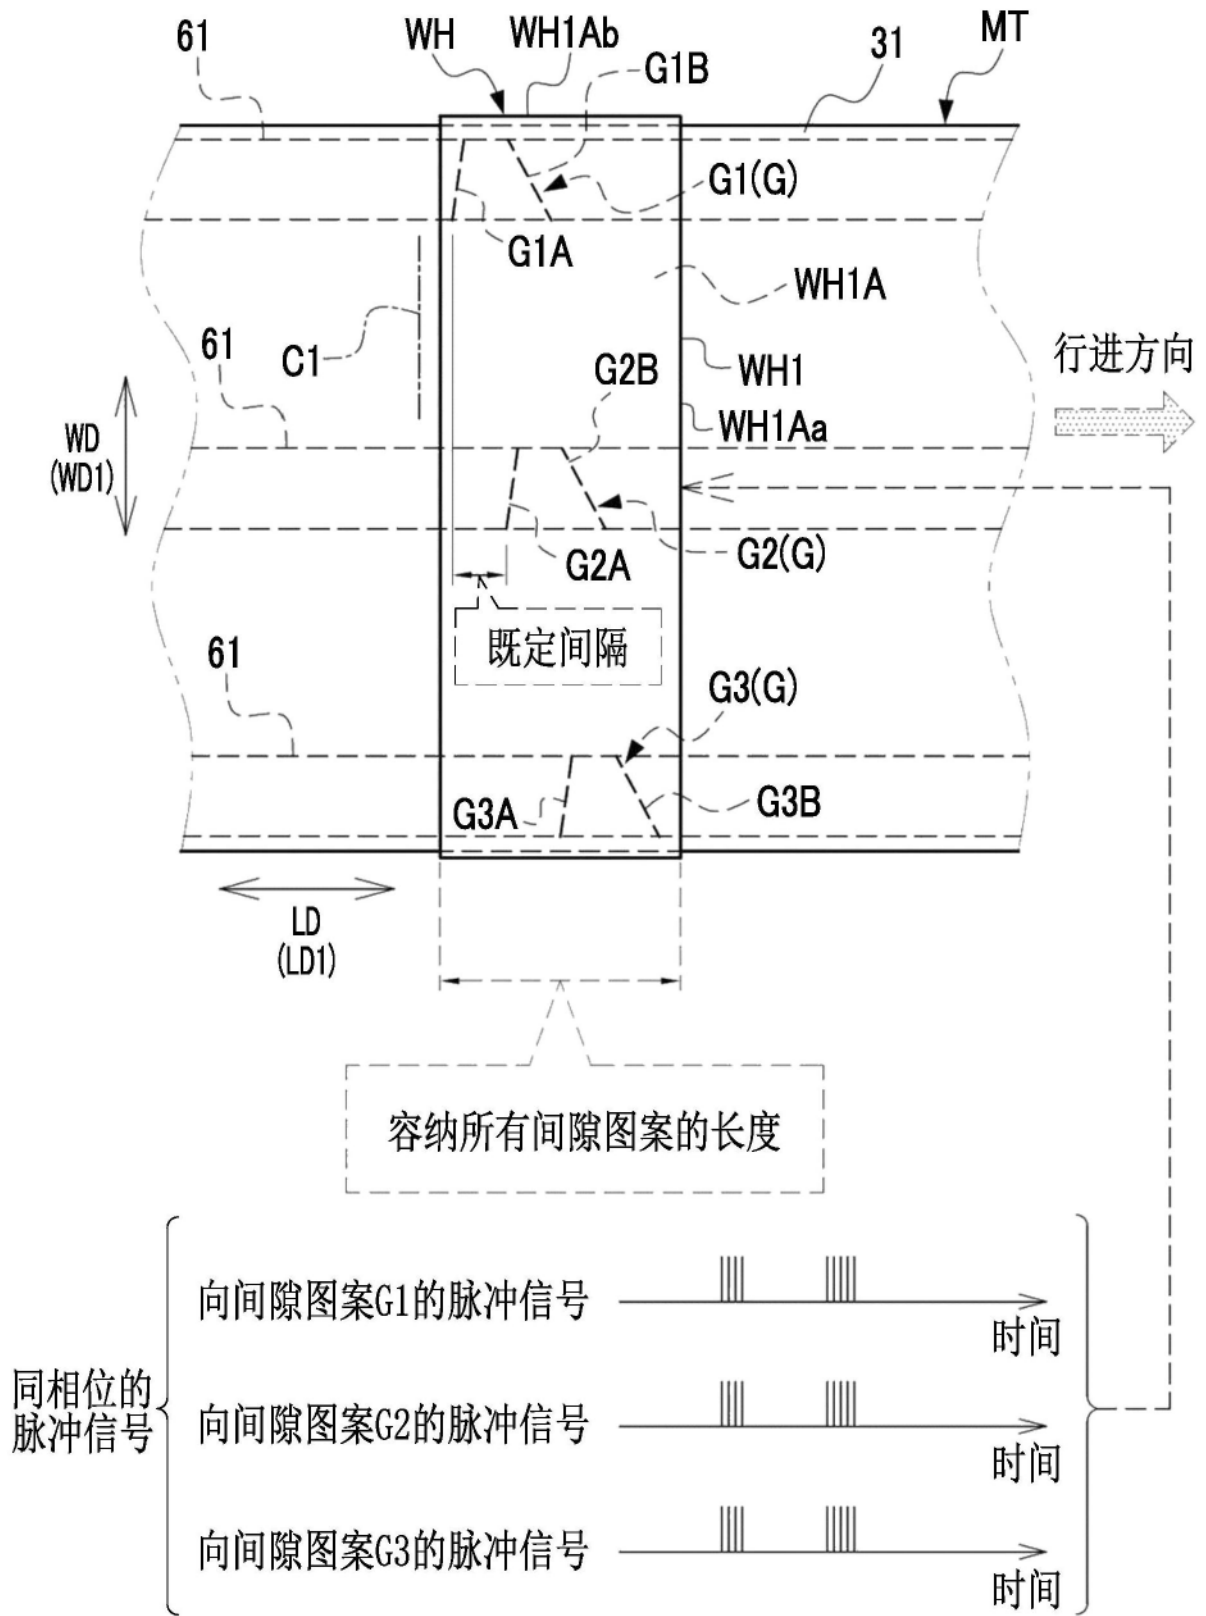 61
WH
WH1Ab
G1B
31
MT
G1(G)
G1A
WH1A
C1
61
G2B
WH1
行进方向
WH1Aa
WD
(WD1)
G2A
G2(G)
既定间隔
61
G3(G)
G3A
G3B
LD
(LD1)
容纳所有间隙图案的长度
向间隙图案G1的脉冲信号
时间
同相位的
脉冲信号
向间隙图案G2的脉冲信号
时间
向间隙图案G3的脉冲信号
时间